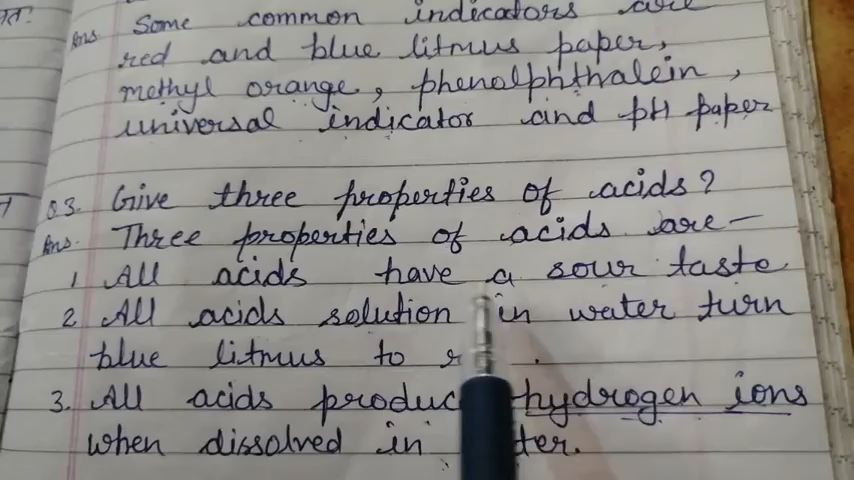 Ans Some common indicators are
red and blue litmus paper,
methyl orange, phenolphthalein,
universal indicator and pH paper
Q3. Give three properties of acids?
Ans. Three properties of acids are—
1 All acids have a sour taste
2 All acids solution in water turn
blue litmus to
3. All acids hydrogen ions
when dissolved in